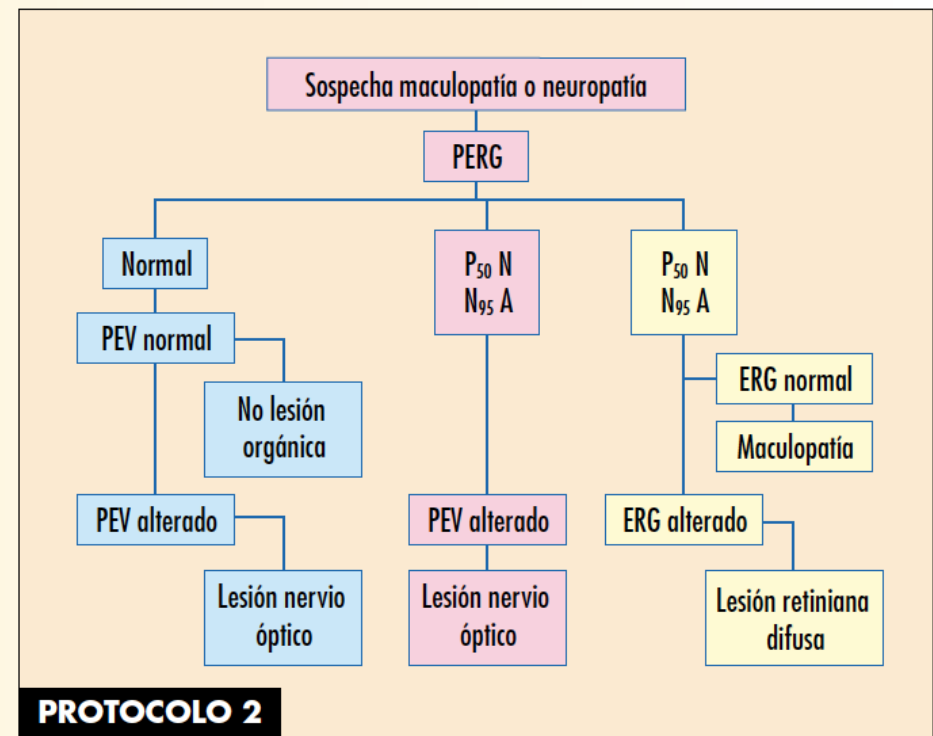 Sospecha maculopatía o neuropatía
PERG
Normal
PEV normal
No lesión
orgánica
PEV alterado
Lesión nervio
óptico
P₅₀ N
N₉₅ A
PEV alterado
Lesión nervio
óptico
P₅₀ N
N₉₅ A
ERG normal
Maculopatía
ERG alterado
Lesión retiniana
difusa
PROTOCOLO 2